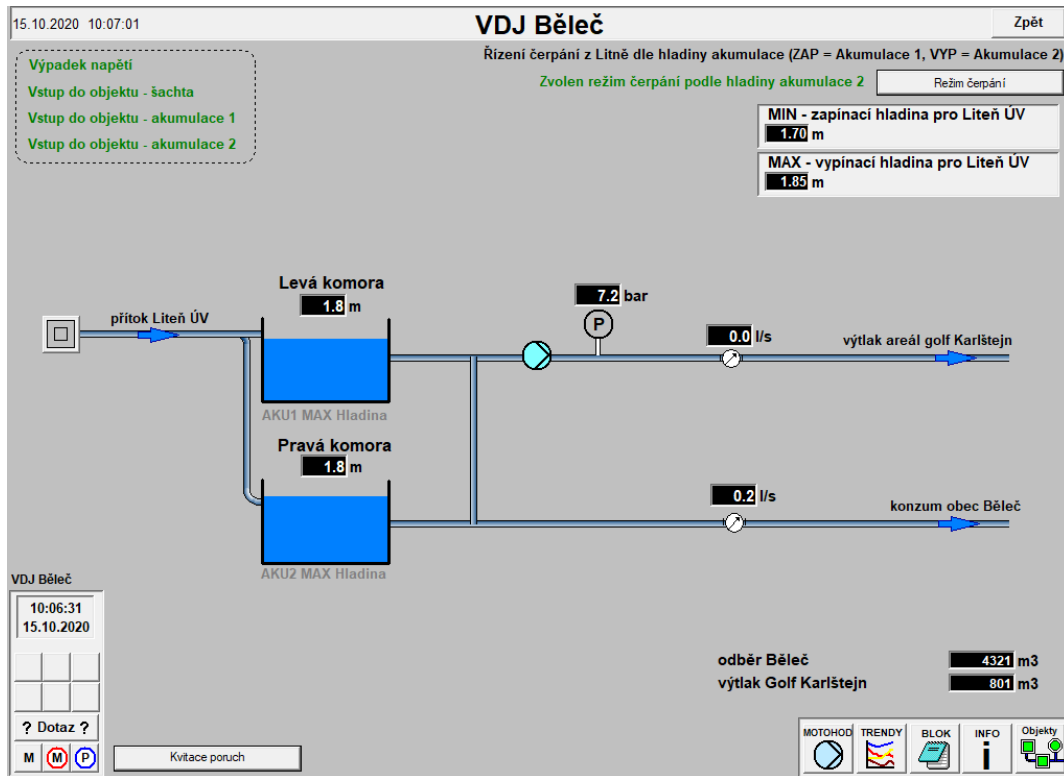 15.10.2020 10:07:01
VDJ Běleč
Zpět
Řízení čerpání z Litně dle hladiny akumulace (ZAP = Akumulace 1, VYP = Akumulace 2)
Zvolen režim čerpání podle hladiny akumulace 2
Režim čerpání
Výpadek napětí
Vstup do objektu - šachta
Vstup do objektu - akumulace 1
Vstup do objektu - akumulace 2
MIN - zapínací hladina pro Liteň ÚV
1.70 m
MAX - vypínací hladina pro Liteň ÚV
1.85 m
Levá komora
1.8 m
7.2 bar
P
přítok Liteň ÚV
0.0 l/s
výtlak areál golf Karlštejn
AKU1 MAX Hladina
Pravá komora
1.8 m
0.2 l/s
konzum obec Běleč
AKU2 MAX Hladina
VDJ Běleč
10:06:31
15.10.2020
? Dotaz ?
M M P
Kvitace poruch
odběr Běleč 4321 m3
výtlak Golf Karlštejn 801 m3
MOTOHOD TRENDY BLOK INFO Objekty